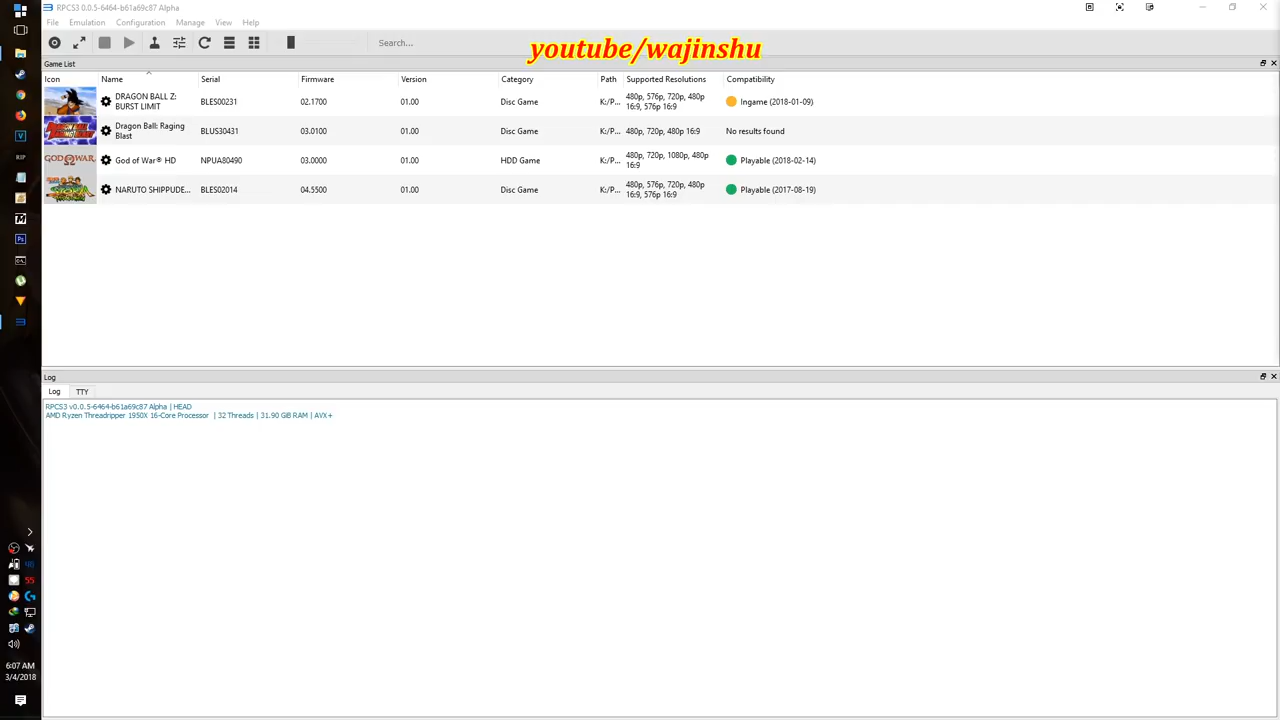 RPCS3 0.0.5-6464-b61a69c87 Alpha
File Emulation Configuration Manage View Help
Search...
youtube/wajinshu
Game List
Icon Name Serial Firmware Version Category Path Supported Resolutions Compatibility
DRAGON BALL Z: BURST LIMIT BLES00231 02.1700 01.00 Disc Game K:/P... 480p, 576p, 720p, 480p 16:9, 576p 16:9 Ingame (2018-01-09)
Dragon Ball: Raging Blast BLUS30431 03.0100 01.00 Disc Game K:/P... 480p, 720p, 480p 16:9 No results found
GOD WAR
God of War® HD NPUA80490 03.0000 01.00 HDD Game K:/P... 480p, 720p, 1080p, 480p 16:9 Playable (2018-02-14)
NARUTO SHIPPUDE... BLES02014 04.5500 01.00 Disc Game K:/P... 480p, 576p, 720p, 480p 16:9, 576p 16:9 Playable (2017-08-19)
Log
Log TTY
RPCS3 v0.0.5-6464-b61a69c87 Alpha | HEAD
AMD Ryzen Threadripper 1950X 16-Core Processor | 32 Threads | 31.90 GiB RAM | AVX+
RIP
Ps
55
6:07 AM
3/4/2018